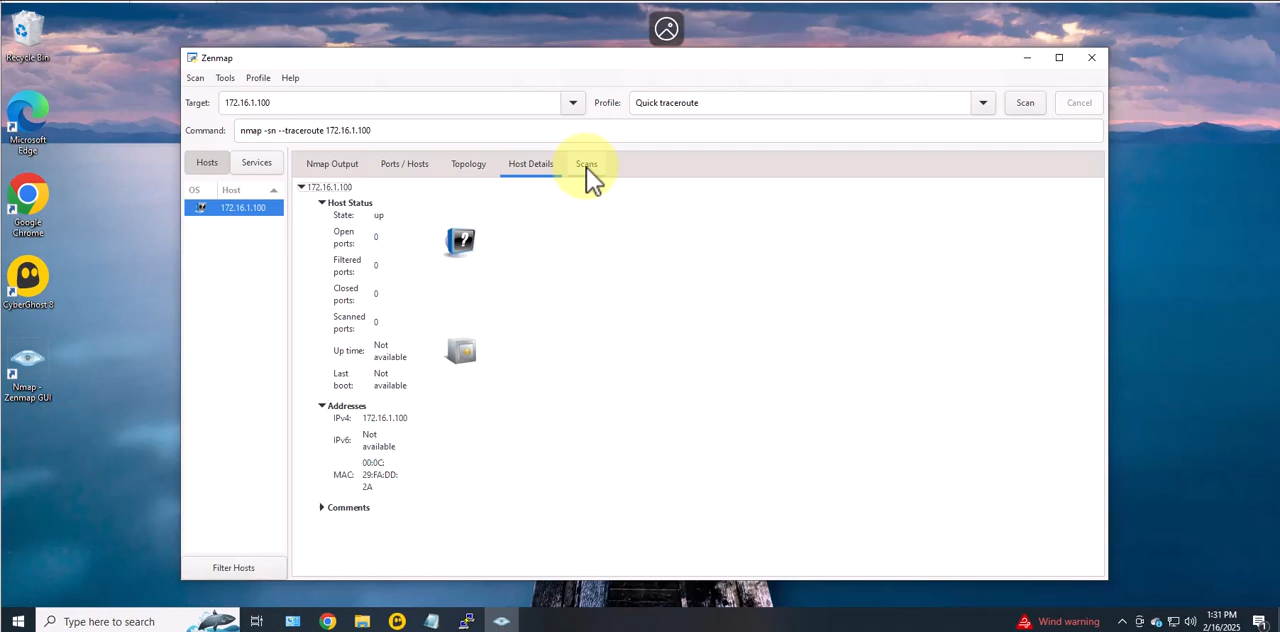 Recycle Bin
Microsoft
Edge
Google
Chrome
CyberGhost 8
Nmap -
Zenmap GUI
Zenmap
Scan Tools Profile Help
Target: 172.16.1.100 Profile: Quick traceroute Scan Cancel
Command: nmap -sn --traceroute 172.16.1.100
Hosts Services
Nmap Output Ports / Hosts Topology Host Details Scans
OS Host
172.16.1.100
172.16.1.100
Host Status
State: up
Open
ports: 0
Filtered
ports: 0
Closed
ports: 0
Scanned
ports: 0
Up time: Not
available
Last
boot: Not
available
Addresses
IPv4: 172.16.1.100
IPv6: Not
available
MAC: 00:0C:
29:FA:DD:
2A
Comments
Filter Hosts
Type here to search
Wind warning
1:31 PM
2/16/2025